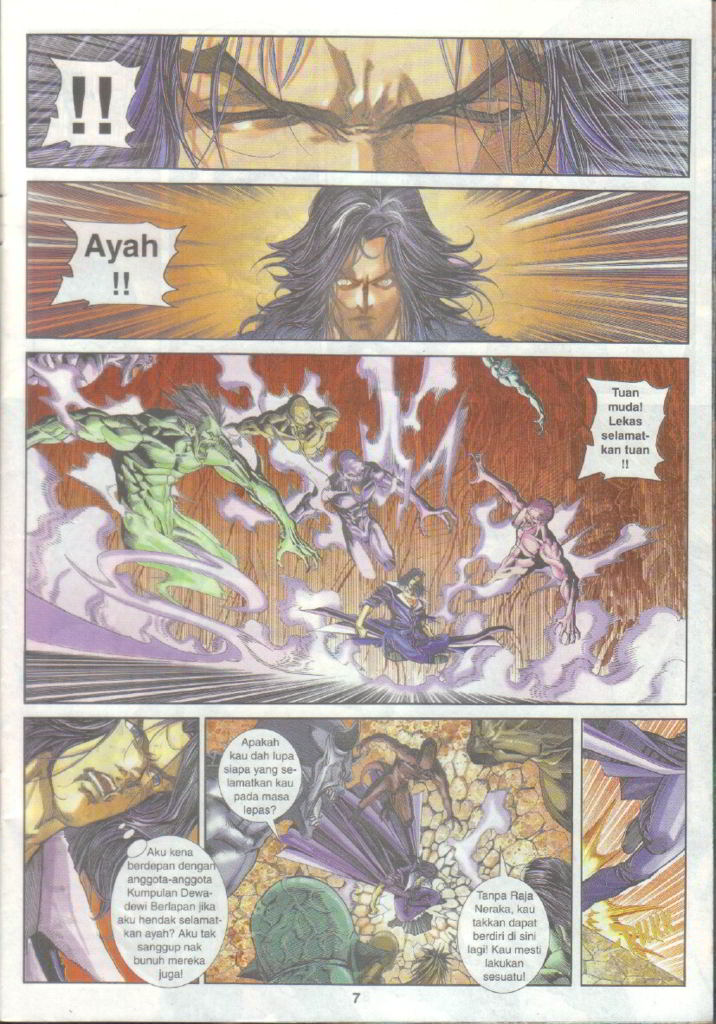 !!
Ayah
!!
Tuan
muda!
Lekas
selamat-
kan tuan
!!
Aku kena
berdepan dengan
anggota-anggota
Kumpulan Dewa-
dewi Berlapan jika
aku hendak selamat-
kan ayah? Aku tak
sanggup nak
bunuh mereka
juga!
Apakah
kau dah lupa
siapa yang se-
lamatkan kau
pada masa
lepas?
Tanpa Raja
Neraka, kau
takkan dapat
berdiri di sini
lagi! Kau mesti
lakukan
sesuatu!
7